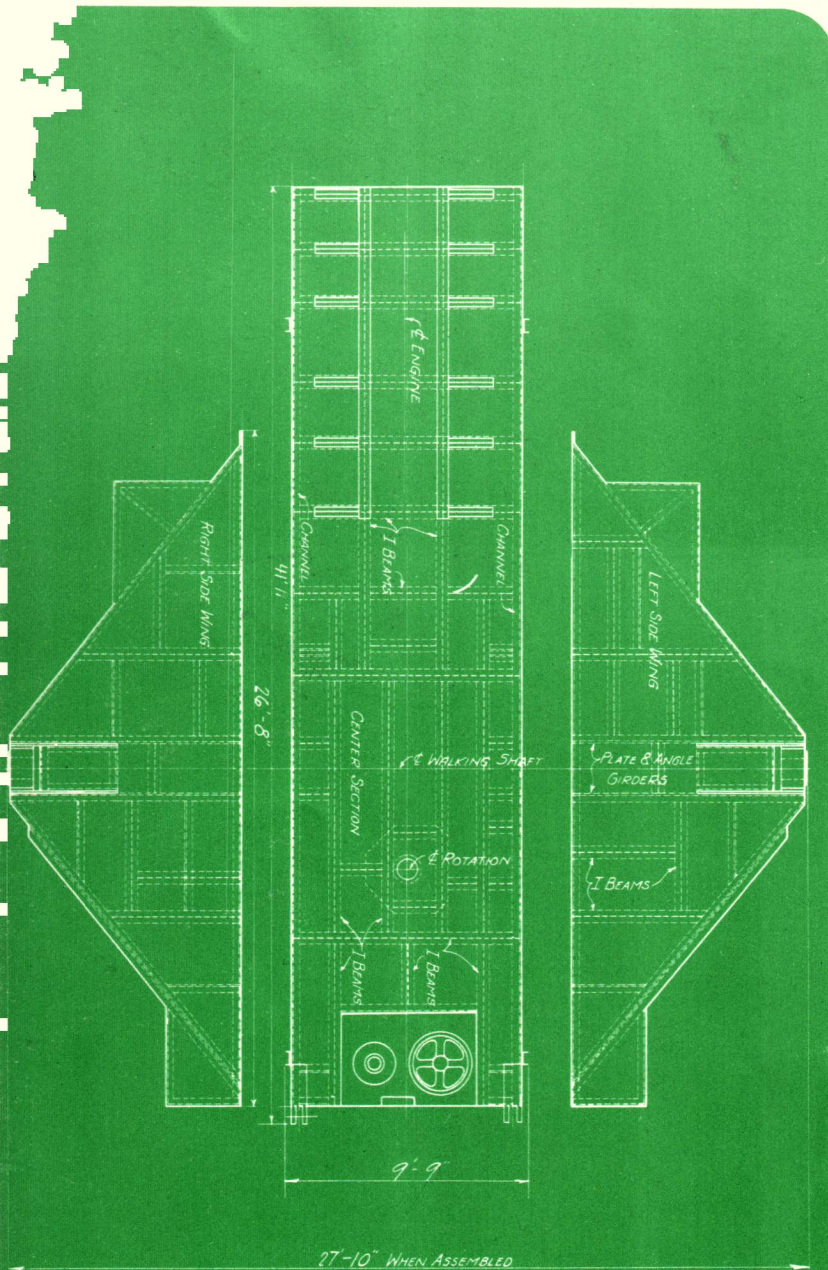 ℄ ENGINE
RIGHT SIDE WING
CHANNEL
I BEAMS
CHANNEL
LEFT SIDE WING
41'11"
26'-8"
CENTER SECTION
℄ WALKING SHAFT
PLATE & ANGLE
GIRDERS
℄ ROTATION
I BEAMS
I BEAMS
I BEAMS
9'-9"
27'-10" WHEN ASSEMBLED